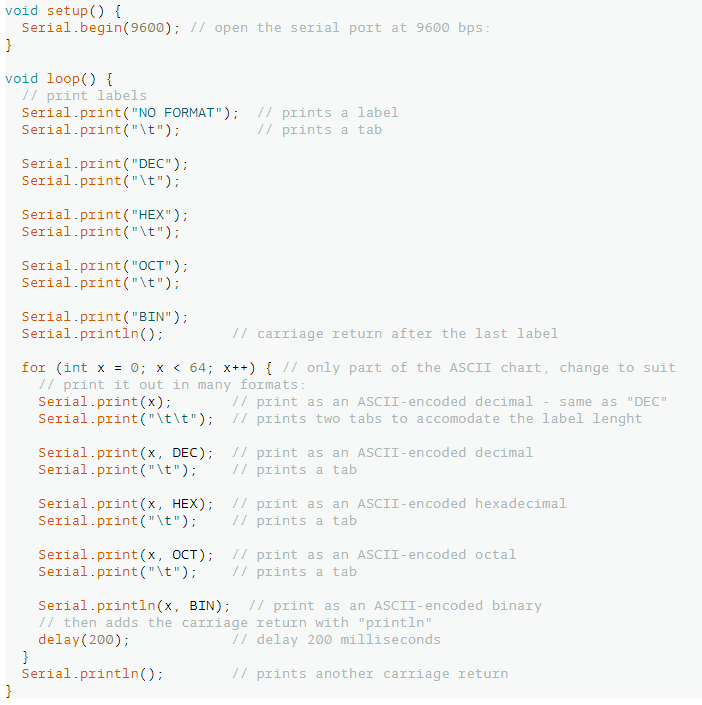 void setup() {
  Serial.begin(9600); // open the serial port at 9600 bps:
}

void loop() {
  // print labels
  Serial.print("NO FORMAT");  // prints a label
  Serial.print("\t");         // prints a tab

  Serial.print("DEC");
  Serial.print("\t");

  Serial.print("HEX");
  Serial.print("\t");

  Serial.print("OCT");
  Serial.print("\t");

  Serial.print("BIN");
  Serial.println();        // carriage return after the last label

  for (int x = 0; x < 64; x++) { // only part of the ASCII chart, change to suit
    // print it out in many formats:
    Serial.print(x);       // print as an ASCII-encoded decimal - same as "DEC"
    Serial.print("\t\t");  // prints two tabs to accomodate the label lenght

    Serial.print(x, DEC);  // print as an ASCII-encoded decimal
    Serial.print("\t");    // prints a tab

    Serial.print(x, HEX);  // print as an ASCII-encoded hexadecimal
    Serial.print("\t");    // prints a tab

    Serial.print(x, OCT);  // print as an ASCII-encoded octal
    Serial.print("\t");    // prints a tab

    Serial.println(x, BIN);  // print as an ASCII-encoded binary
    // then adds the carriage return with "println"
    delay(200);            // delay 200 milliseconds
  }
  Serial.println();        // prints another carriage return
}